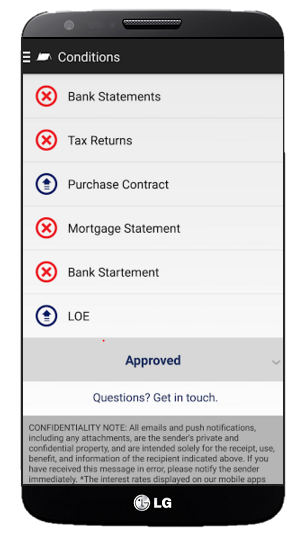 Conditions
Bank Statements
Tax Returns
Purchase Contract
Mortgage Statement
Bank Startement
LOE
Approved
Questions? Get in touch.
CONFIDENTIALITY NOTE: All emails and push notifications,
including any attachments, are the sender's private and
confidential property, and are intended solely for the receipt, use,
benefit, and information of the recipient indicated above. If you
have received this message in error, please notify the sender
immediately. *The interest rates displayed on our mobile apps
LG